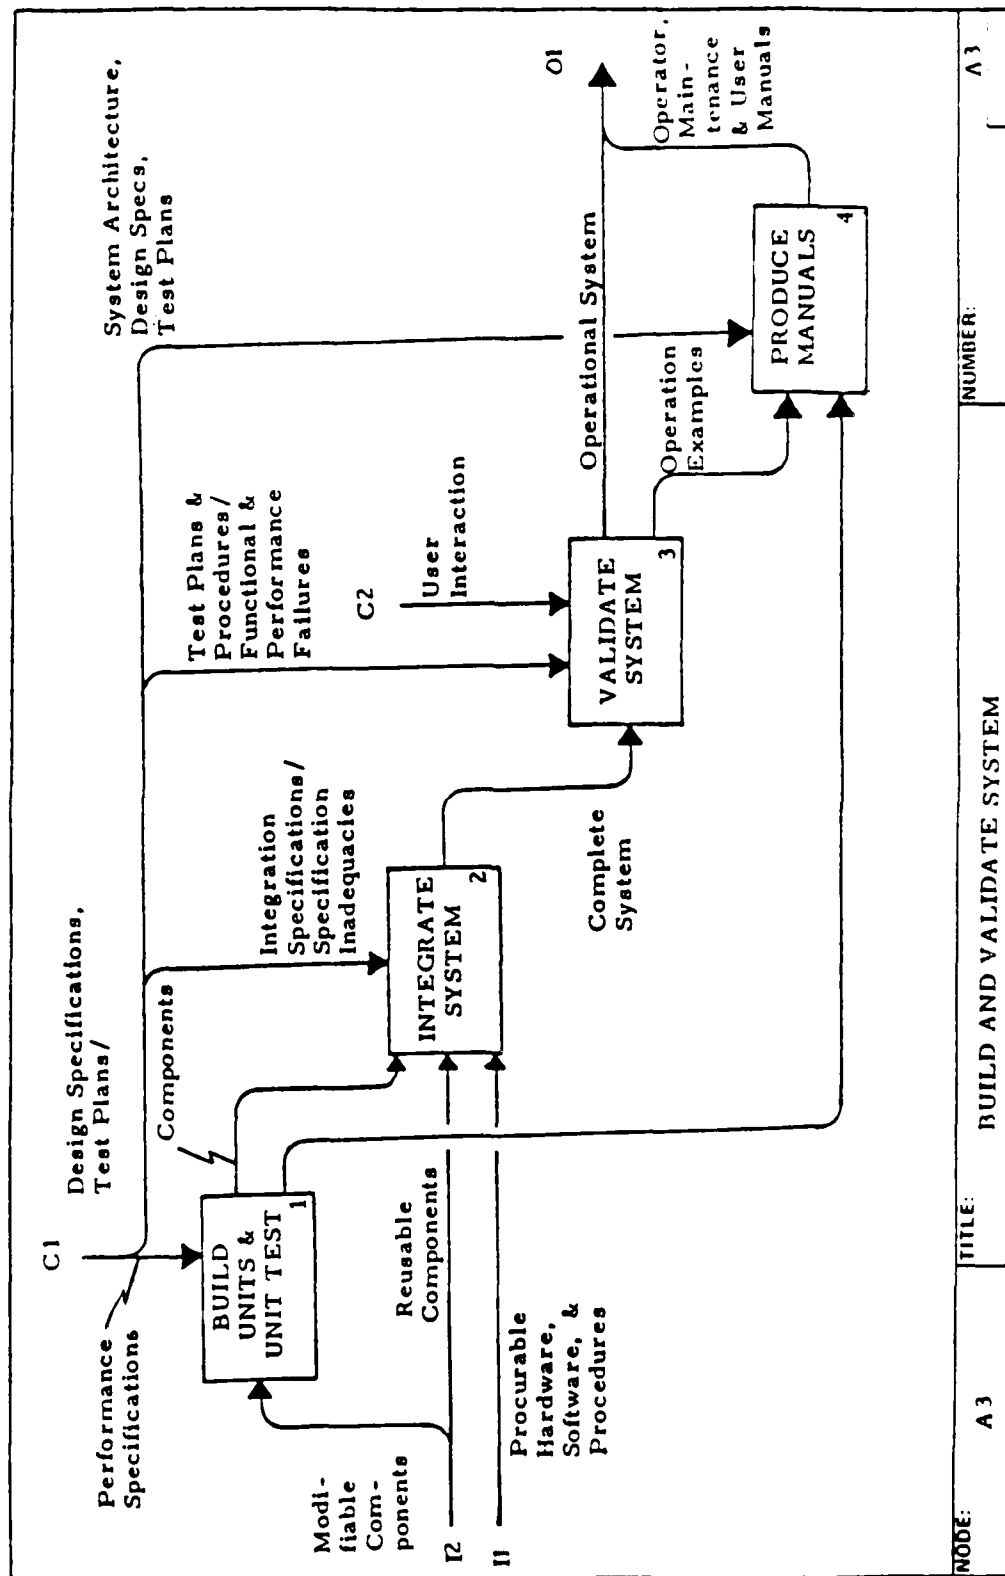 C1
Design Specifications,
Test Plans/
System Architecture,
Design Specs,
Test Plans
Performance
Specifications
Components
Integration
Specifications/
Specification
Inadequacies
Test Plans &
Procedures/
Functional &
Performance
Failures
C2
User
Interaction
BUILD
UNITS &
UNIT TEST
1
Modi-
fiable
Com-
ponents
I2
I1
Reusable
Components
Procurable
Hardware,
Software, &
Procedures
INTEGRATE
SYSTEM
2
Complete
System
VALIDATE
SYSTEM
3
Operational System
O1
Operation
Examples
Operator,
Main-
tenance
& User
Manuals
PRODUCE
MANUALS
4
NODE:
A3
TITLE:
BUILD AND VALIDATE SYSTEM
NUMBER:
A3